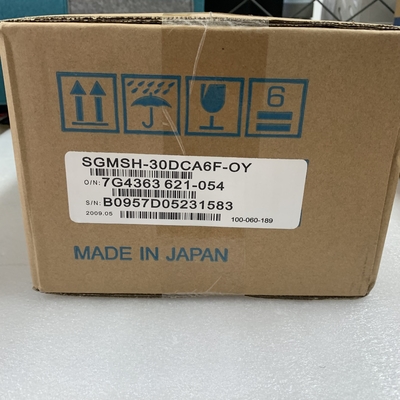 6
SGMSH-30DCA6F-OY
O/N: 7G4363 621-054
S/N: B0957D05231583
2009.05 100-060-189
MADE IN JAPAN